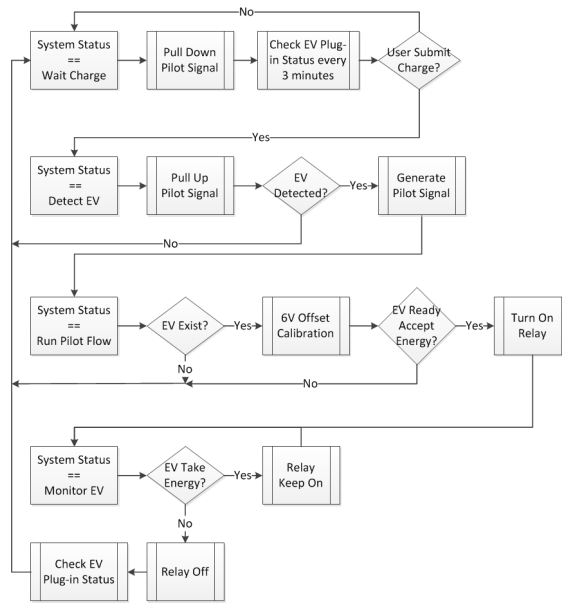 No
System Status
==
Wait Charge
Pull Down
Pilot Signal
Check EV Plug-
in Status every
3 minutes
User Submit
Charge?
Yes
System Status
==
Detect EV
Pull Up
Pilot Signal
EV
Detected?
Yes
Generate
Pilot Signal
No
System Status
==
Run Pilot Flow
EV Exist?
Yes
6V Offset
Calibration
EV Ready
Accept
Energy?
Yes
Turn On
Relay
No
No
System Status
==
Monitor EV
EV Take
Energy?
Yes
Relay
Keep On
No
Check EV
Plug-in Status
Relay Off